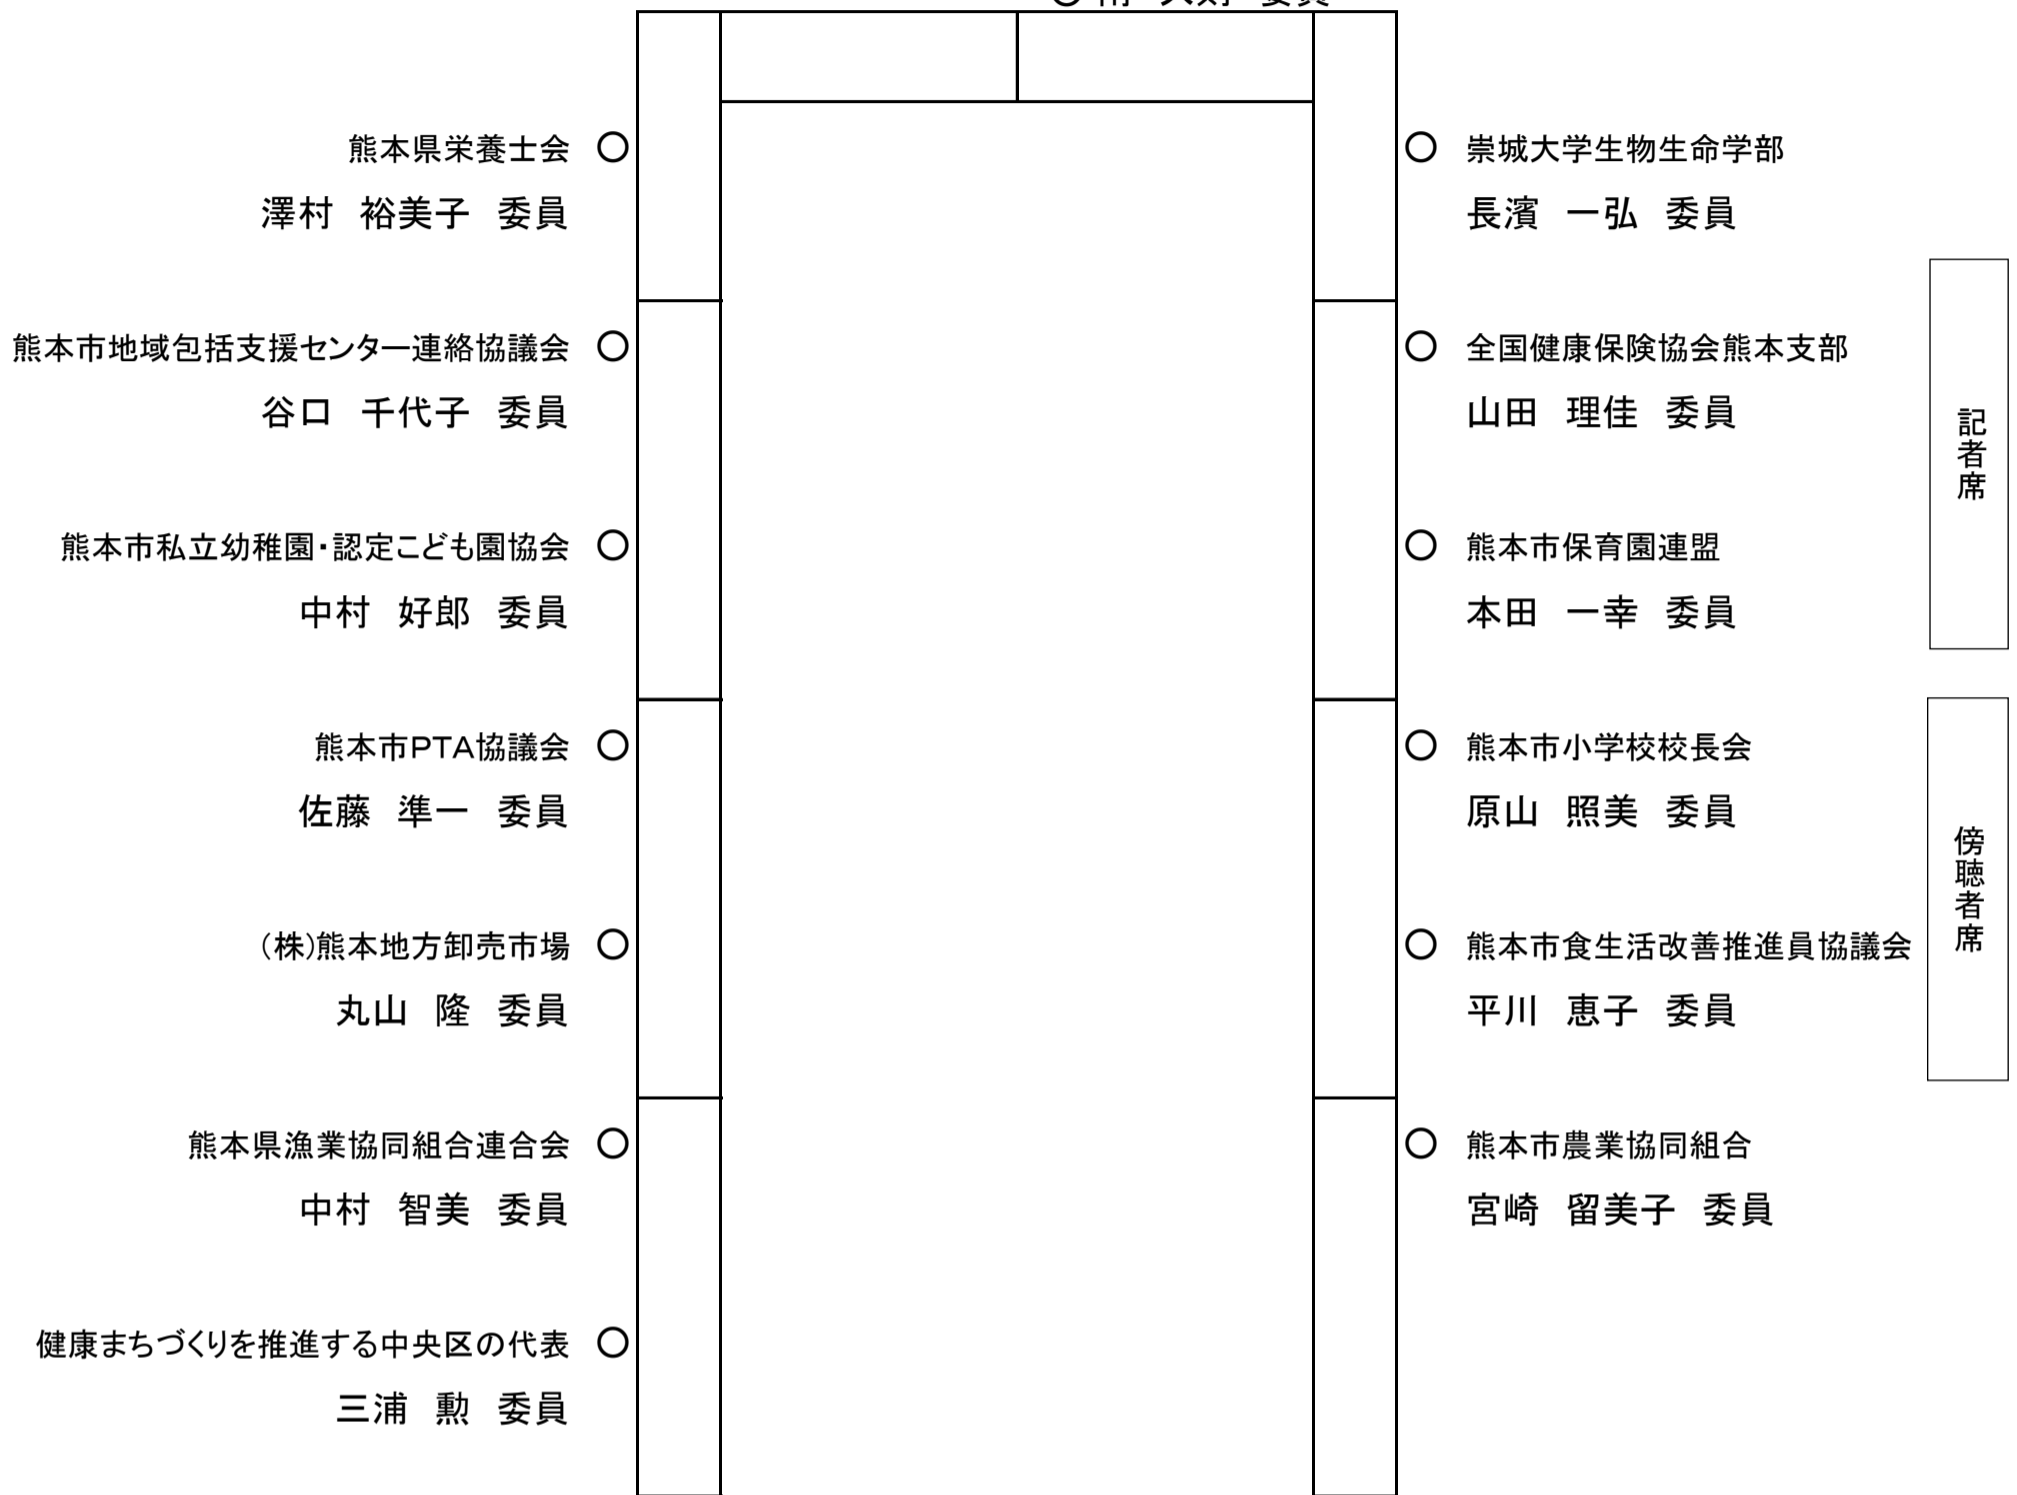 委員
熊本県栄養士会 ○
澤村 裕美子 委員
熊本市地域包括支援センター連絡協議会 ○
谷口 千代子 委員
熊本市私立幼稚園・認定こども園協会 ○
中村 好郎 委員
熊本市PTA協議会 ○
佐藤 準一 委員
(株)熊本地方卸売市場 ○
丸山 隆 委員
熊本県漁業協同組合連合会 ○
中村 智美 委員
健康まちづくりを推進する中央区の代表 ○
三浦 勲 委員
○ 崇城大学生物生命学部
長濱 一弘 委員
○ 全国健康保険協会熊本支部
山田 理佳 委員
○ 熊本市保育園連盟
本田 一幸 委員
○ 熊本市小学校校長会
原山 照美 委員
○ 熊本市食生活改善推進員協議会
平川 恵子 委員
○ 熊本市農業協同組合
宮崎 留美子 委員
記者席
傍聴者席